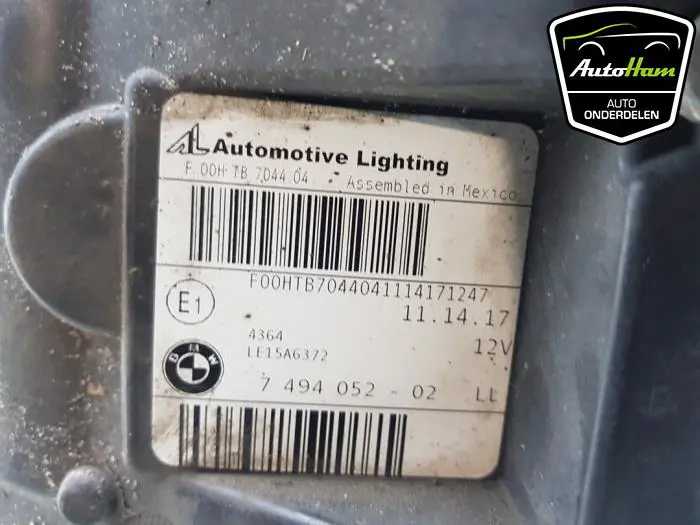 AutoHam
AUTO
ONDERDELEN
AL Automotive Lighting
F 00H TB 7044 04 Assembled in Mexico
F00HTB7044041114171247
E1
11.14.17
4364
12V
LE15A6372
BMW
7 494 052 - 02 LL